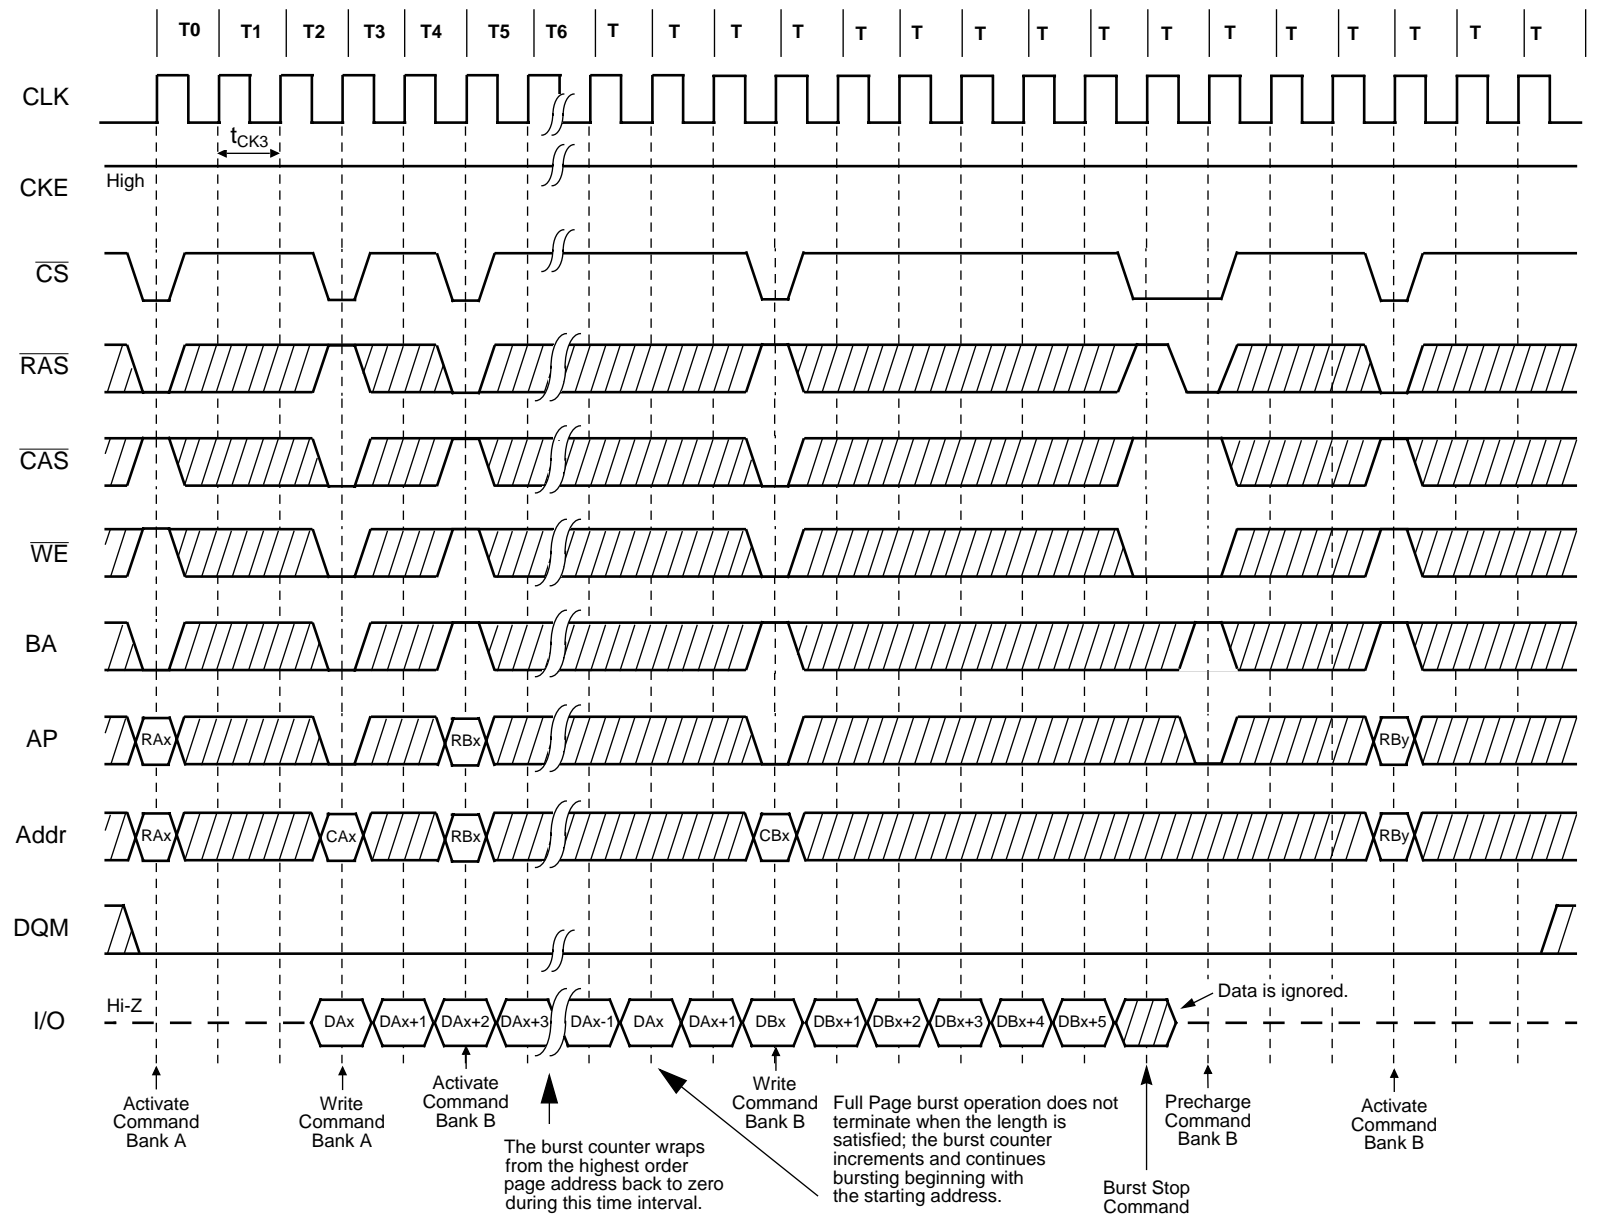 T0 T1 T2 T3 T4 T5 T6 T T T T T T T T T T T T T T T T
CLK
tCK3
CKE
High
CS
RAS
CAS
WE
BA
AP
RAx RBx RBy
Addr
RAx CAx RBx CBx RBy
DQM
I/O
Hi-Z
DAx DAx+1 DAx+2 DAx+3 DAx-1 DAx DAx+1 DBx DBx+1 DBx+2 DBx+3 DBx+4 DBx+5
Data is ignored.
Activate
Command
Bank A
Write
Command
Bank A
Activate
Command
Bank B
The burst counter wraps
from the highest order
page address back to zero
during this time interval.
Write
Command
Bank B
Full Page burst operation does not
terminate when the length is
satisfied; the burst counter
increments and continues
bursting beginning with
the starting address.
Burst Stop
Command
Precharge
Command
Bank B
Activate
Command
Bank B